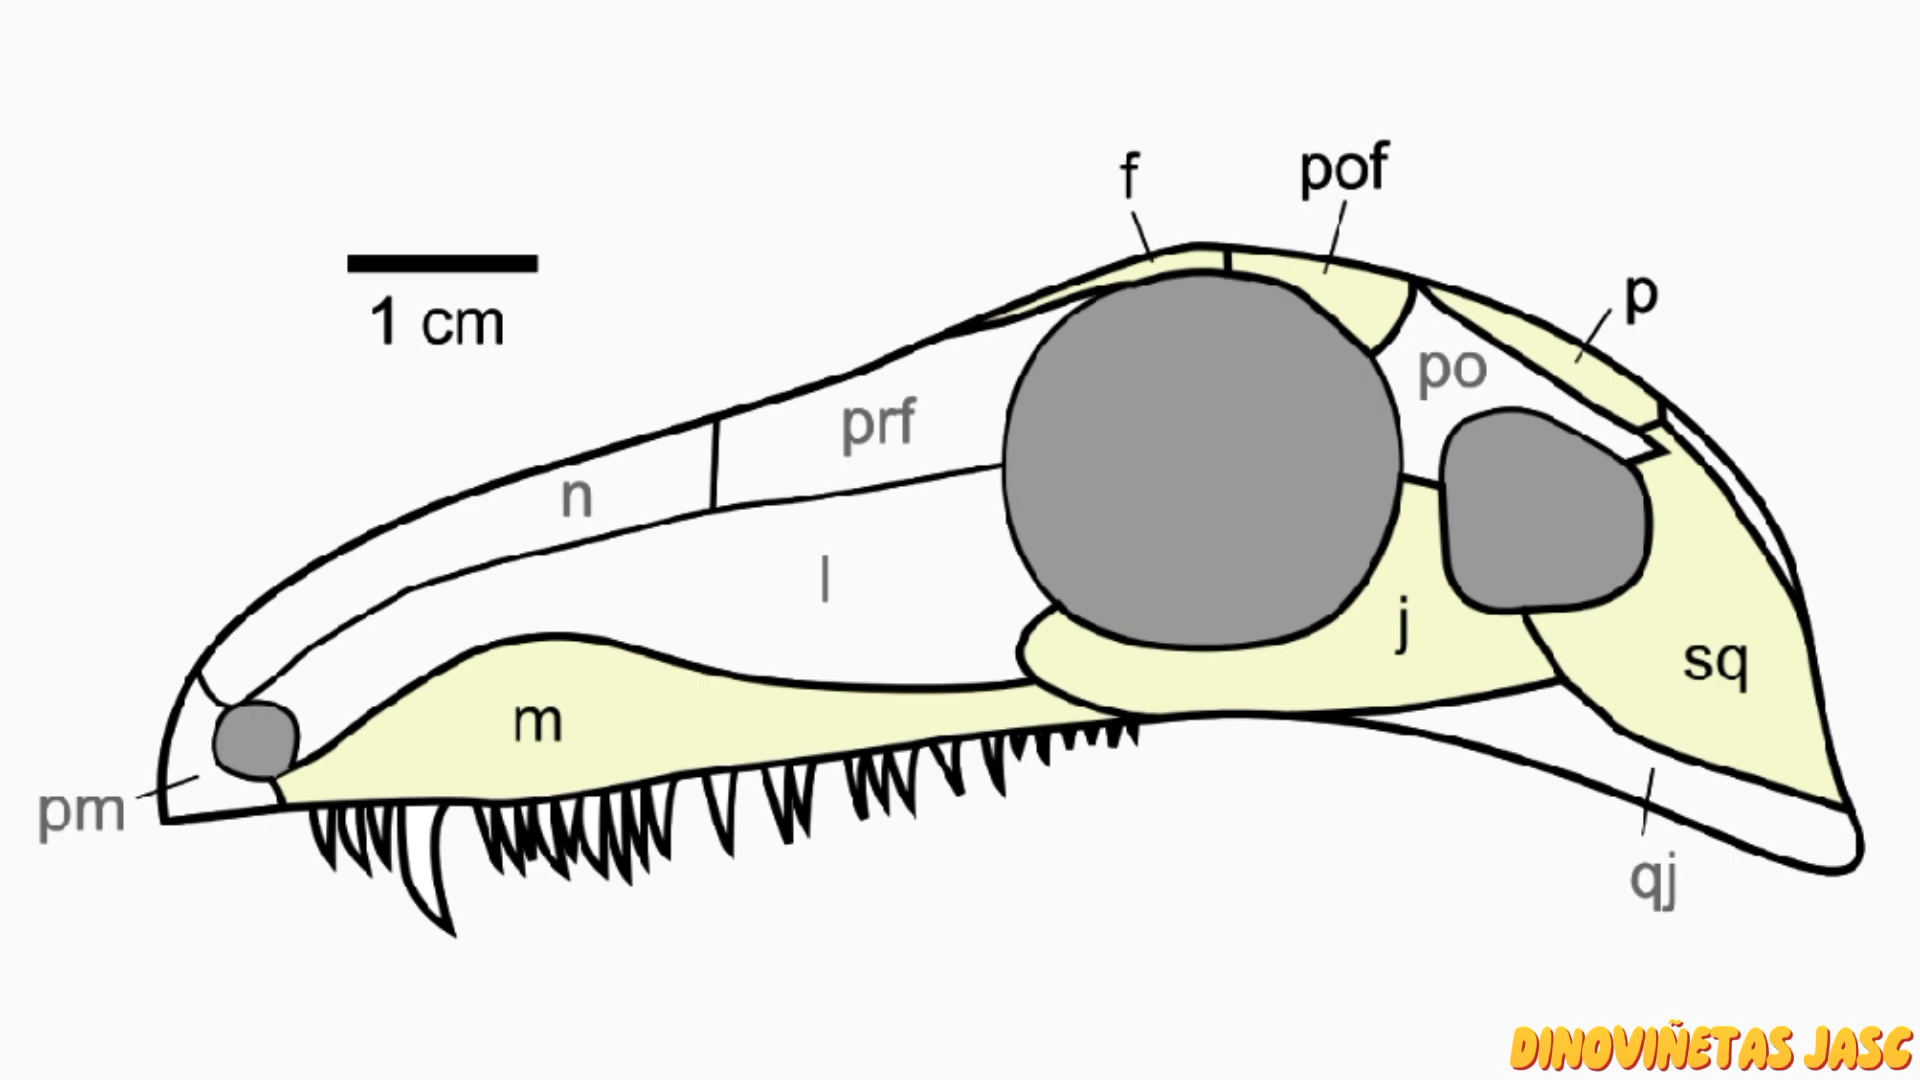 f
pof
1 cm
p
po
prf
n
l
j
sq
m
pm
qj
DINOVIÑETAS JASC